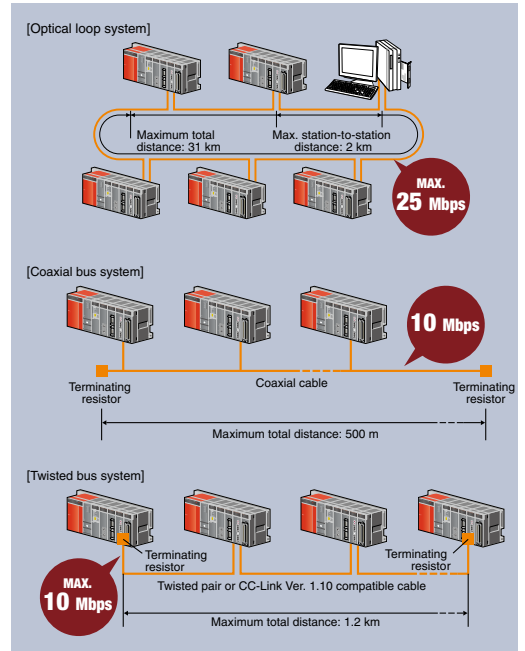 [Optical loop system]
Maximum total
distance: 31 km
Max. station-to-station
distance: 2 km
MAX.
25 Mbps
[Coaxial bus system]
10 Mbps
Terminating
resistor
Coaxial cable
Terminating
resistor
Maximum total distance: 500 m
[Twisted bus system]
Terminating
resistor
Terminating
resistor
MAX.
10 Mbps
Twisted pair or CC-Link Ver. 1.10 compatible cable
Maximum total distance: 1.2 km